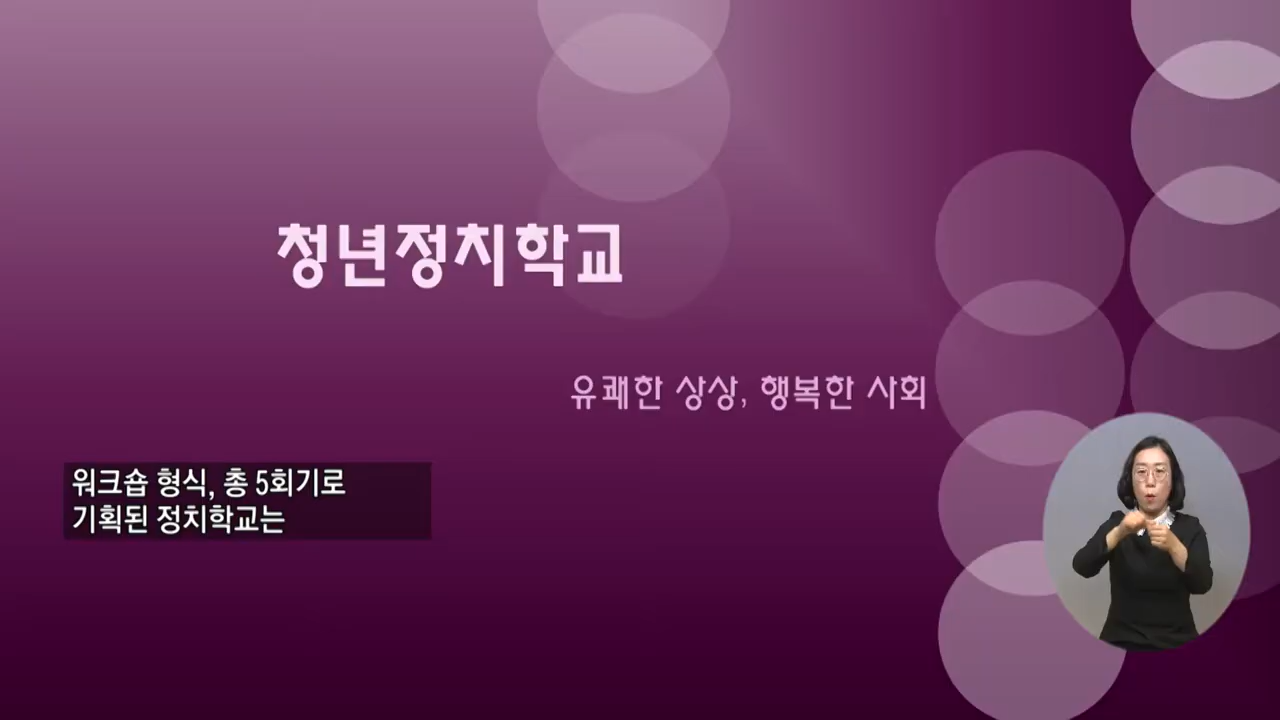 청년정치학교
유쾌한 상상, 행복한 사회
워크숍 형식, 총 5회기로
기획된 정치학교는